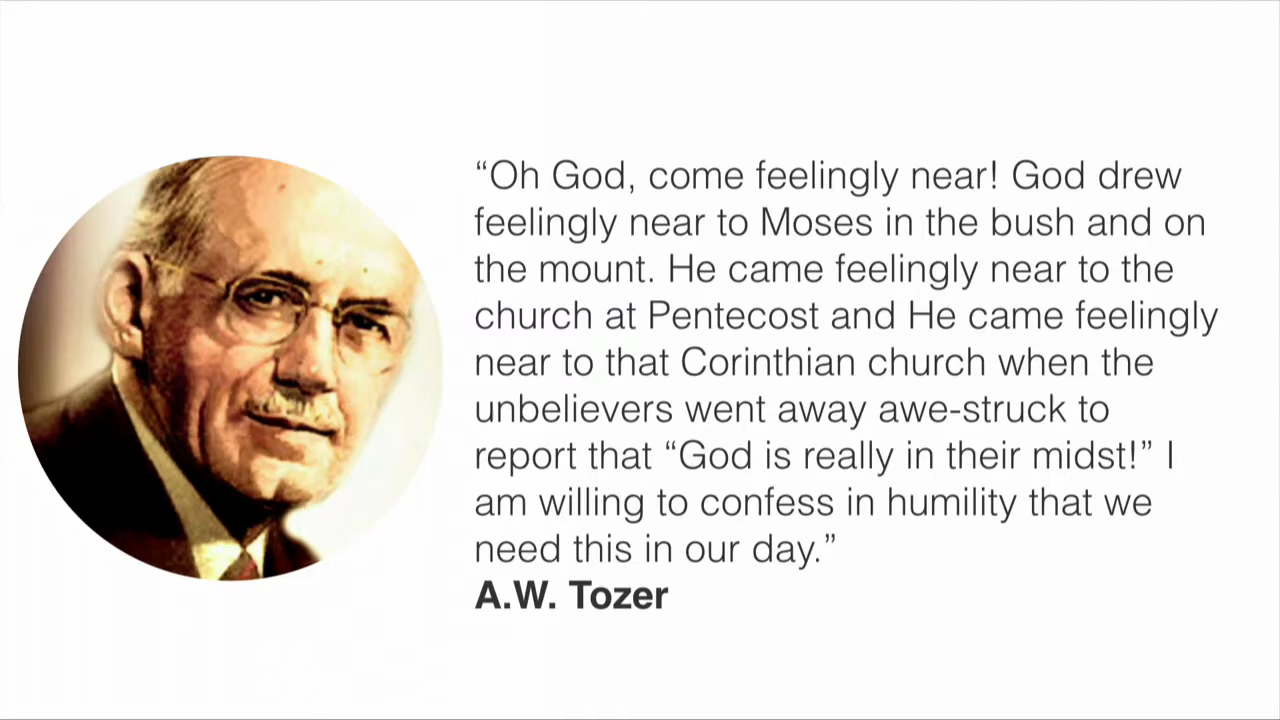 “Oh God, come feelingly near! God drew
feelingly near to Moses in the bush and on
the mount. He came feelingly near to the
church at Pentecost and He came feelingly
near to that Corinthian church when the
unbelievers went away awe-struck to
report that “God is really in their midst!” I
am willing to confess in humility that we
need this in our day.”
A.W. Tozer